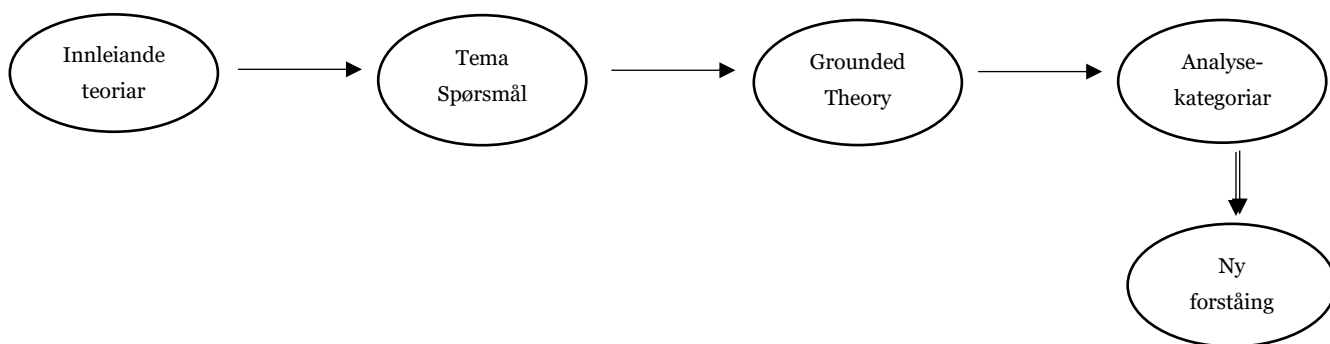 Innleiande
teoriar
Tema
Spørsmål
Grounded
Theory
Analyse-
kategoriar
Ny
forståing